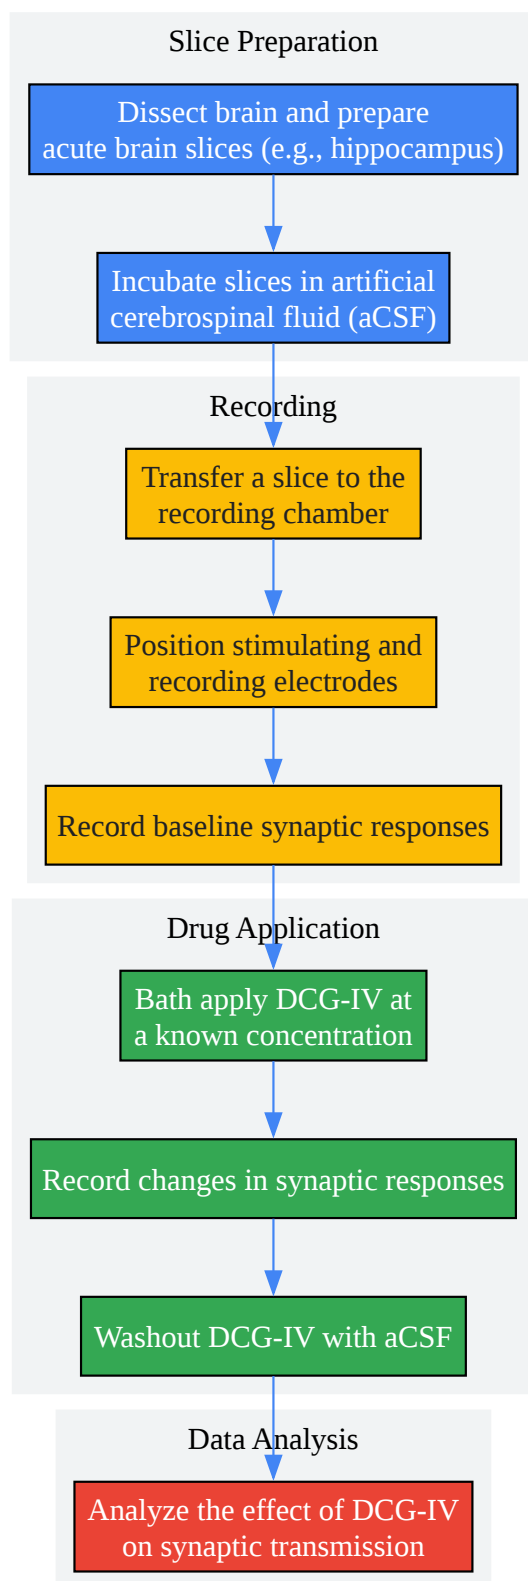 Slice Preparation
Dissect brain and prepare
acute brain slices (e.g., hippocampus)
Incubate slices in artificial
cerebrospinal fluid (aCSF)
Recording
Transfer a slice to the
recording chamber
Position stimulating and
recording electrodes
Record baseline synaptic responses
Drug Application
Bath apply DCG-IV at
a known concentration
Record changes in synaptic responses
Washout DCG-IV with aCSF
Data Analysis
Analyze the effect of DCG-IV
on synaptic transmission